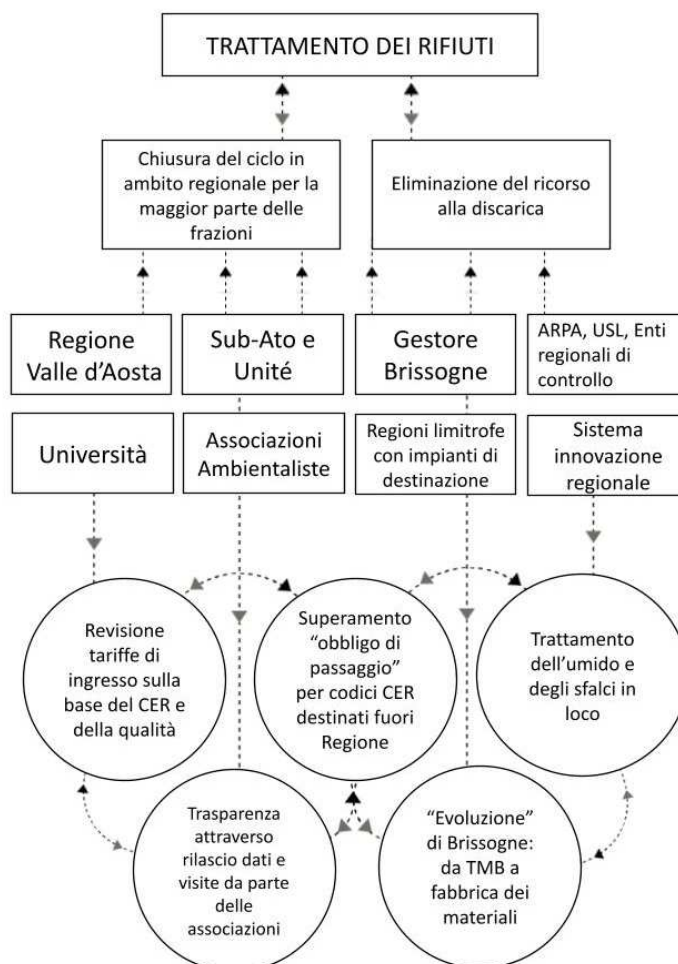 TRATTAMENTO DEI RIFIUTI
Chiusura del ciclo in
ambito regionale per la
maggior parte delle
frazioni
Eliminazione del ricorso
alla discarica
Regione
Valle d'Aosta
Sub-Ato e
Unité
Gestore
Brissogne
ARPA, USL, Enti
regionali di
controllo
Università
Associazioni
Ambientaliste
Regioni limitrofe
con impianti di
destinazione
Sistema
innovazione
regionale
Revisione
tariffe di
ingresso sulla
base del CER e
della qualità
Superamento
“obbligo di
passaggio”
per codici CER
destinati fuori
Regione
Trattamento
dell’umido e
degli sfalci in
loco
Trasparenza
attraverso
rilascio dati e
visite da parte
delle
associazioni
“Evoluzione”
di Brissogne:
da TMB a
fabbrica dei
materiali